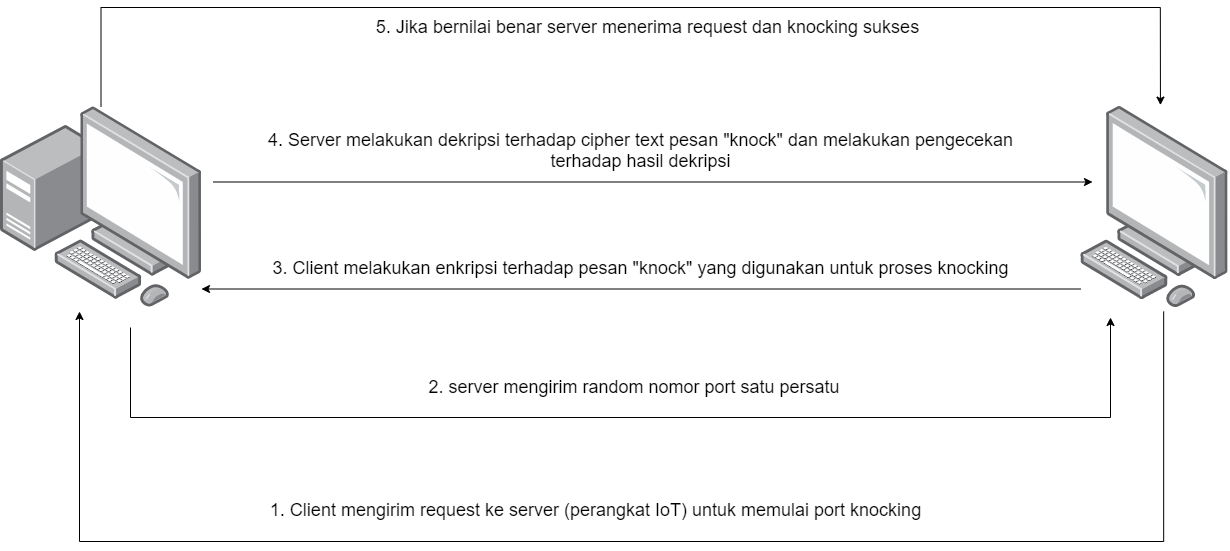 5. Jika bernilai benar server menerima request dan knocking sukses
4. Server melakukan dekripsi terhadap cipher text pesan "knock" dan melakukan pengecekan
terhadap hasil dekripsi
3. Client melakukan enkripsi terhadap pesan "knock" yang digunakan untuk proses knocking
2. server mengirim random nomor port satu persatu
1. Client mengirim request ke server (perangkat IoT) untuk memulai port knocking